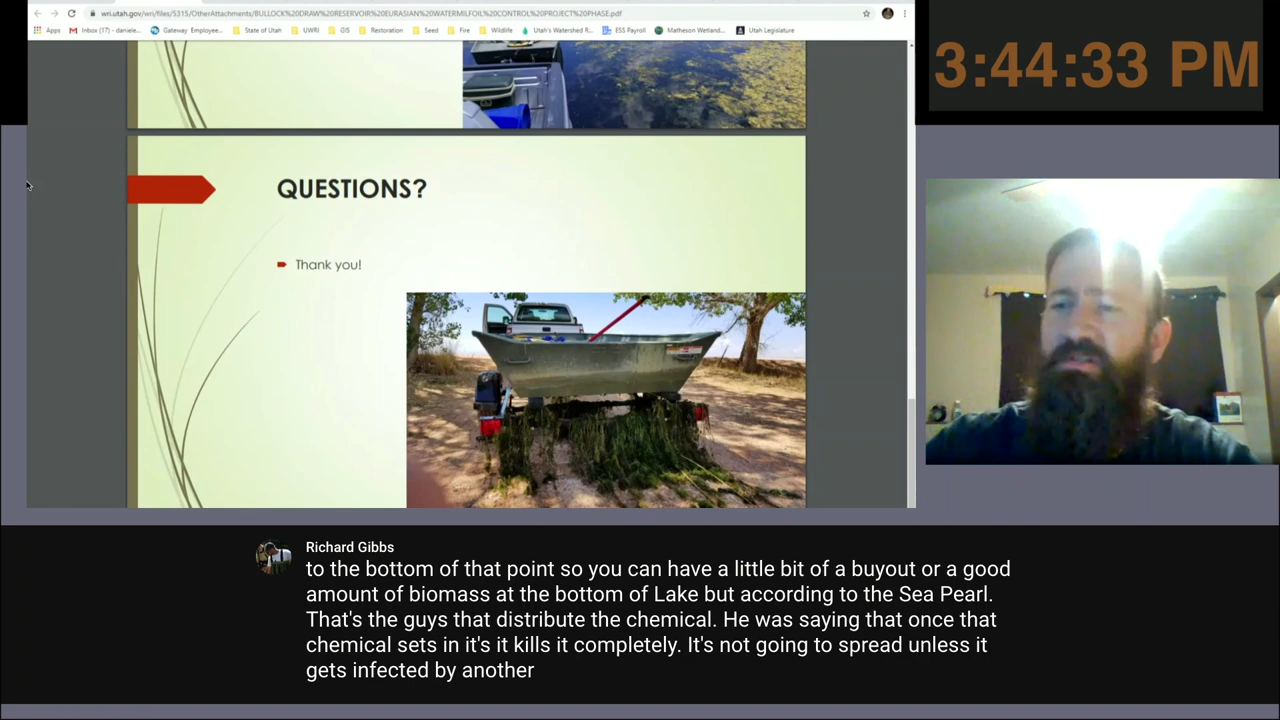 wri.utah.gov/wri/files/5315/OtherAttachments/BULLOCK%20DRAW%20RESERVOIR%20EURASIAN%20WATERMILFOIL%20CONTROL%20PROJECT%20PHASE.pdf
Apps Inbox (17) - daniele... Gateway Employee... State of Utah UWRI GIS Restoration Seed Fire Wildlife Utah's Watershed R... ESS Payroll Matheson Wetland... Utah Legislature
3:44:33 PM
QUESTIONS?
Thank you!
Richard Gibbs
to the bottom of that point so you can have a little bit of a buyout or a good
amount of biomass at the bottom of Lake but according to the Sea Pearl.
That's the guys that distribute the chemical. He was saying that once that
chemical sets in it's it kills it completely. It's not going to spread unless it
gets infected by another